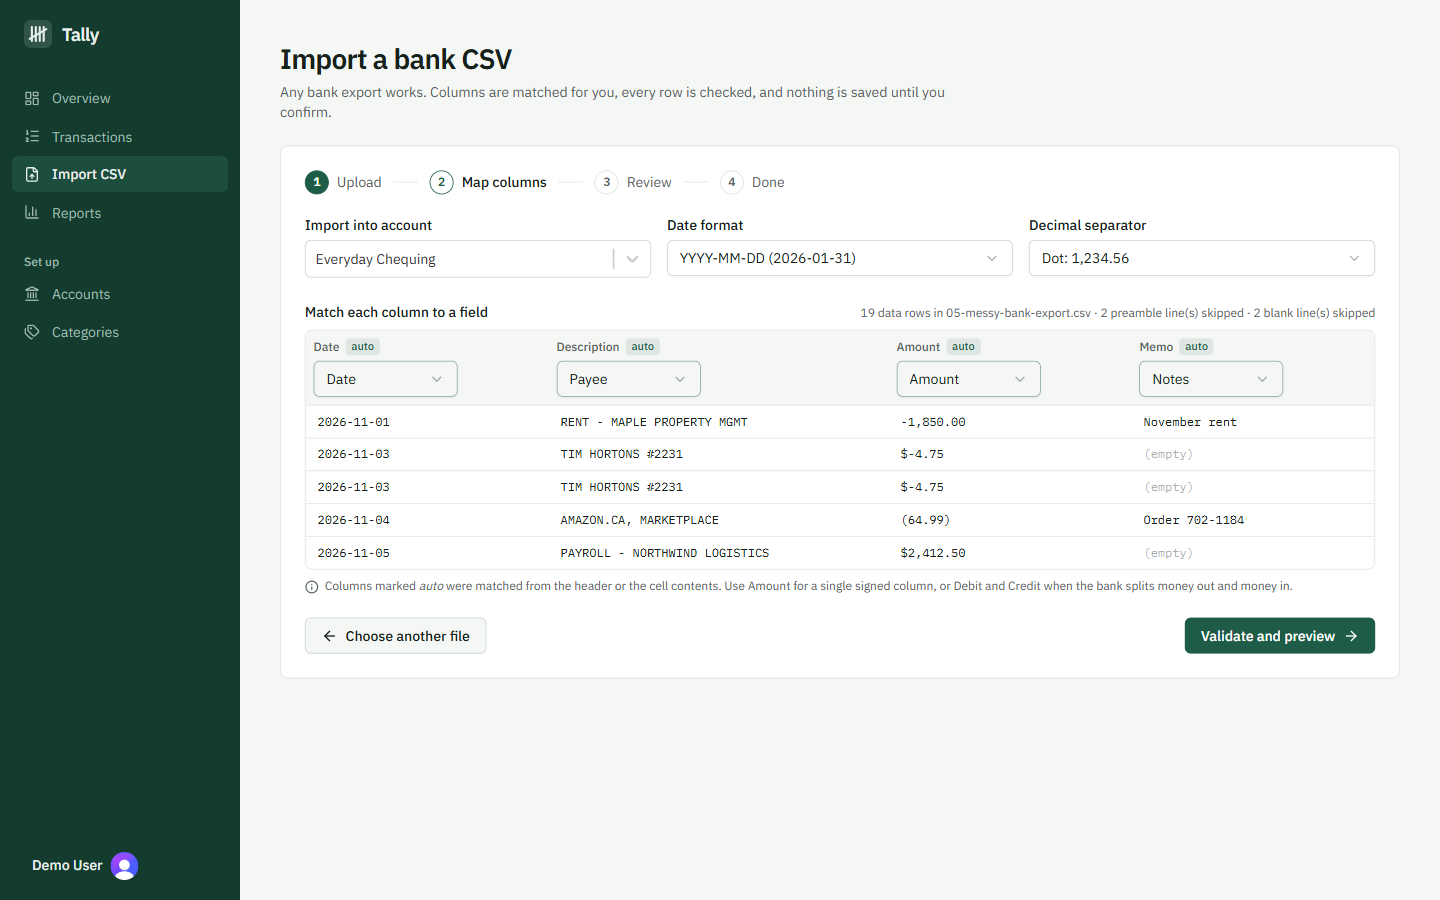 Tally
Overview
Transactions
Import CSV
Reports
Set up
Accounts
Categories
Demo User
Import a bank CSV
Any bank export works. Columns are matched for you, every row is checked, and nothing is saved until you
confirm.
1 Upload 2 Map columns 3 Review 4 Done
Import into account Date format Decimal separator
Everyday Chequing YYYY-MM-DD (2026-01-31) Dot: 1,234.56
Match each column to a field 19 data rows in 05-messy-bank-export.csv · 2 preamble line(s) skipped · 2 blank line(s) skipped
Date auto Description auto Amount auto Memo auto
Date Payee Amount Notes
2026-11-01 RENT - MAPLE PROPERTY MGMT -1,850.00 November rent
2026-11-03 TIM HORTONS #2231 $-4.75 (empty)
2026-11-03 TIM HORTONS #2231 $-4.75 (empty)
2026-11-04 AMAZON.CA, MARKETPLACE (64.99) Order 702-1184
2026-11-05 PAYROLL - NORTHWIND LOGISTICS $2,412.50 (empty)
Columns marked auto were matched from the header or the cell contents. Use Amount for a single signed column, or Debit and Credit when the bank splits money out and money in.
Choose another file Validate and preview